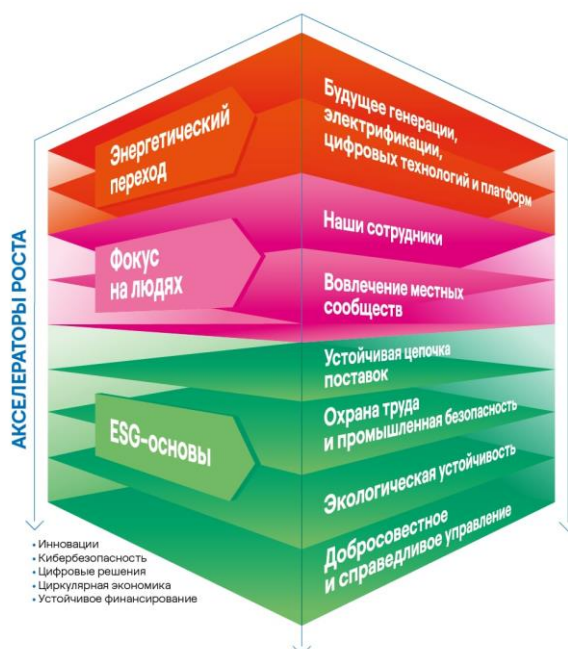 АКСЕЛЕРАТОРЫ РОСТА
Энергетический
переход
Будущее генерации,
электрификации,
цифровых технологий и платформ
Фокус
на людях
Наши сотрудники
Вовлечение местных
сообществ
ESG-основы
Устойчивая цепочка
поставок
Охрана труда
и промышленная безопасность
Экологическая устойчивость
Добросовестное
и справедливое управление
• Инновации
• Кибербезопасность
• Цифровые решения
• Циркулярная экономика
• Устойчивое финансирование